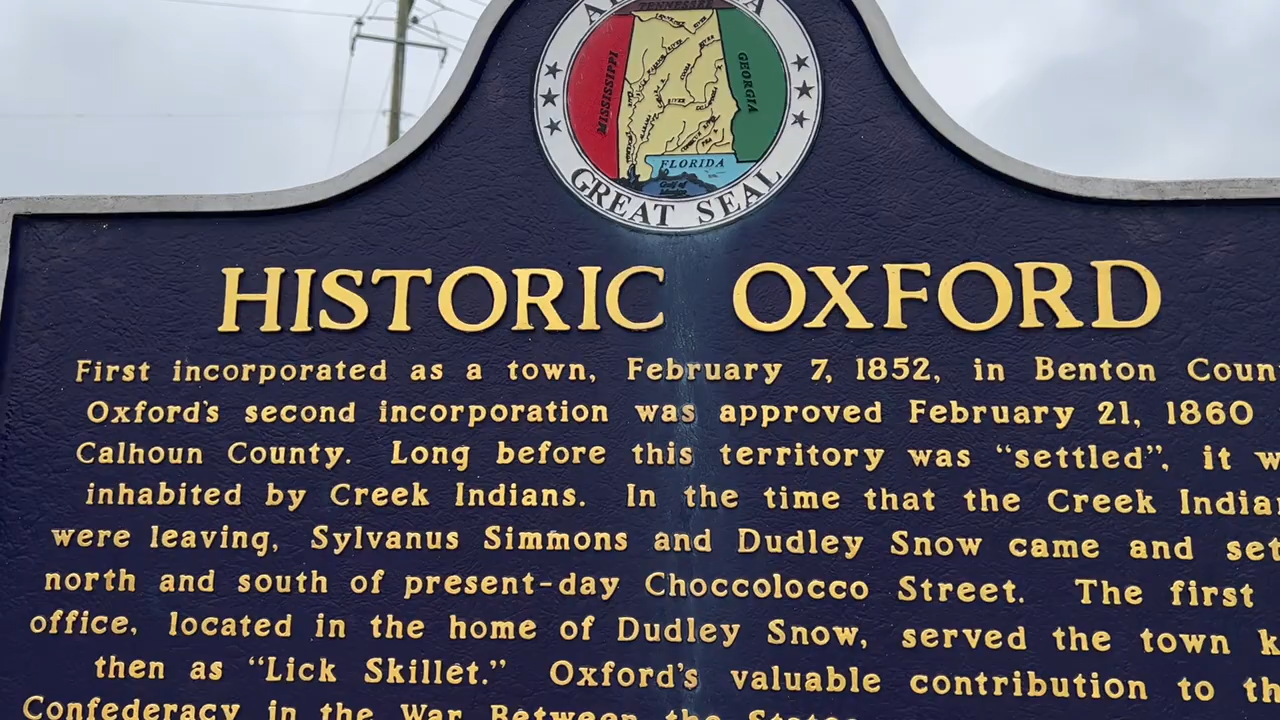 TENNESSEE
MISSISSIPPI
GEORGIA
FLORIDA
Gulf of
Mexico
GREAT SEAL
HISTORIC OXFORD
First incorporated as a town, February 7, 1852, in Benton Coun
Oxford's second incorporation was approved February 21, 1860
Calhoun County. Long before this territory was “settled”, it w
inhabited by Creek Indians. In the time that the Creek India
were leaving, Sylvanus Simmons and Dudley Snow came and set
north and south of present-day Choccolocco Street. The first
office, located in the home of Dudley Snow, served the town k
then as “Lick Skillet.” Oxford's valuable contribution to th
Confederacy in the War Between the States